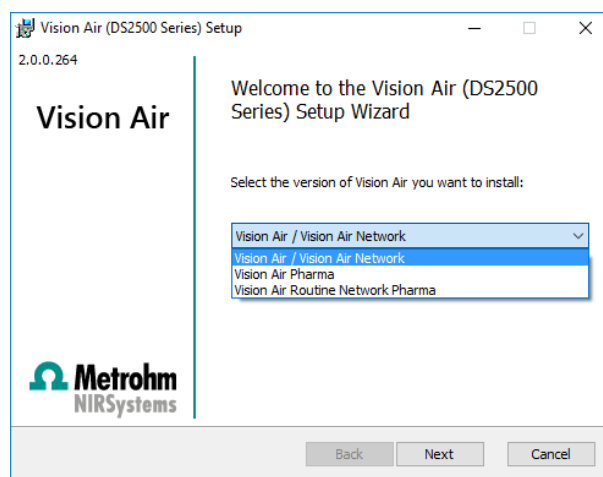 Vision Air (DS2500 Series) Setup
2.0.0.264
Vision Air
Welcome to the Vision Air (DS2500
Series) Setup Wizard
Select the version of Vision Air you want to install:
Vision Air / Vision Air Network
Vision Air / Vision Air Network
Vision Air Pharma
Vision Air Routine Network Pharma
Metrohm
NIRSystems
Back
Next
Cancel